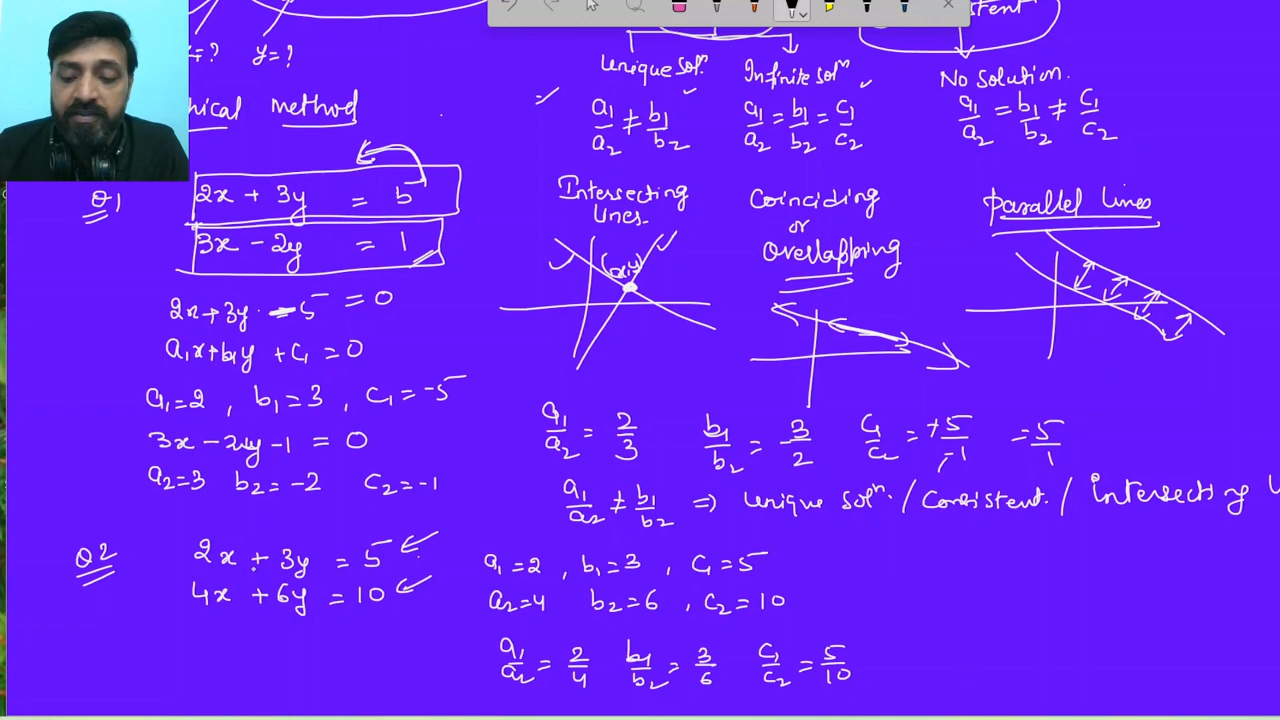 x=? y=?
Unique solⁿ.
Infinite solⁿ
No solution.
a₁/a₂ ≠ b₁/b₂
a₁/a₂ = b₁/b₂ = c₁/c₂
a₁/a₂ = b₁/b₂ ≠ c₁/c₂
hical method
Q1
2x + 3y = 5
3x - 2y = 1
Intersecting
lines
(x,y)
Coinciding
or
Overlapping
parallel lines
2x+3y - 5 = 0
a₁x+b₁y + c₁ = 0
a₁=2 , b₁=3 , c₁=-5
3x - 2y - 1 = 0
a₂=3 b₂=-2 c₂=-1
a₁/a₂ = 2/3 b₁/b₂ = 3/-2 c₁/c₂ = +5/-1 = 5/1
a₁/a₂ ≠ b₁/b₂ ⇒ unique solⁿ. / Consistent. / Intersecting
Q2
2x + 3y = 5
4x + 6y = 10
a₁=2 , b₁=3 , c₁=5
a₂=4 b₂=6 , c₂=10
a₁/a₂ = 2/4 b₁/b₂ = 3/6 c₁/c₂ = 5/10